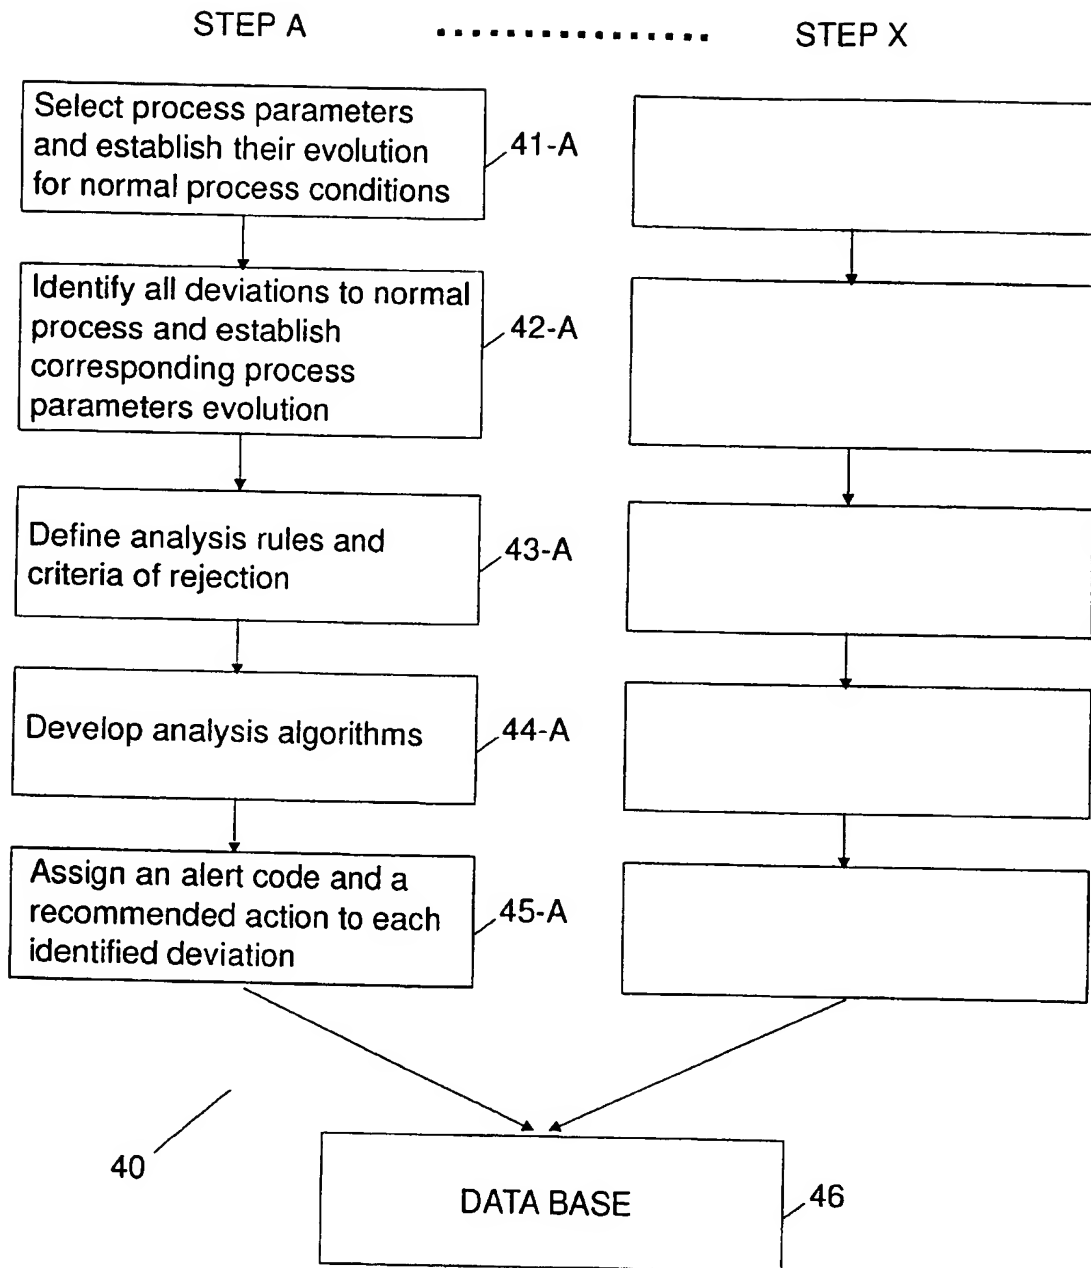 STEP A ............... STEP X
Select process parameters
and establish their evolution
for normal process conditions
41-A
Identify all deviations to normal
process and establish
corresponding process
parameters evolution
42-A
Define analysis rules and
criteria of rejection
43-A
Develop analysis algorithms
44-A
Assign an alert code and a
recommended action to each
identified deviation
45-A
40
DATA BASE
46